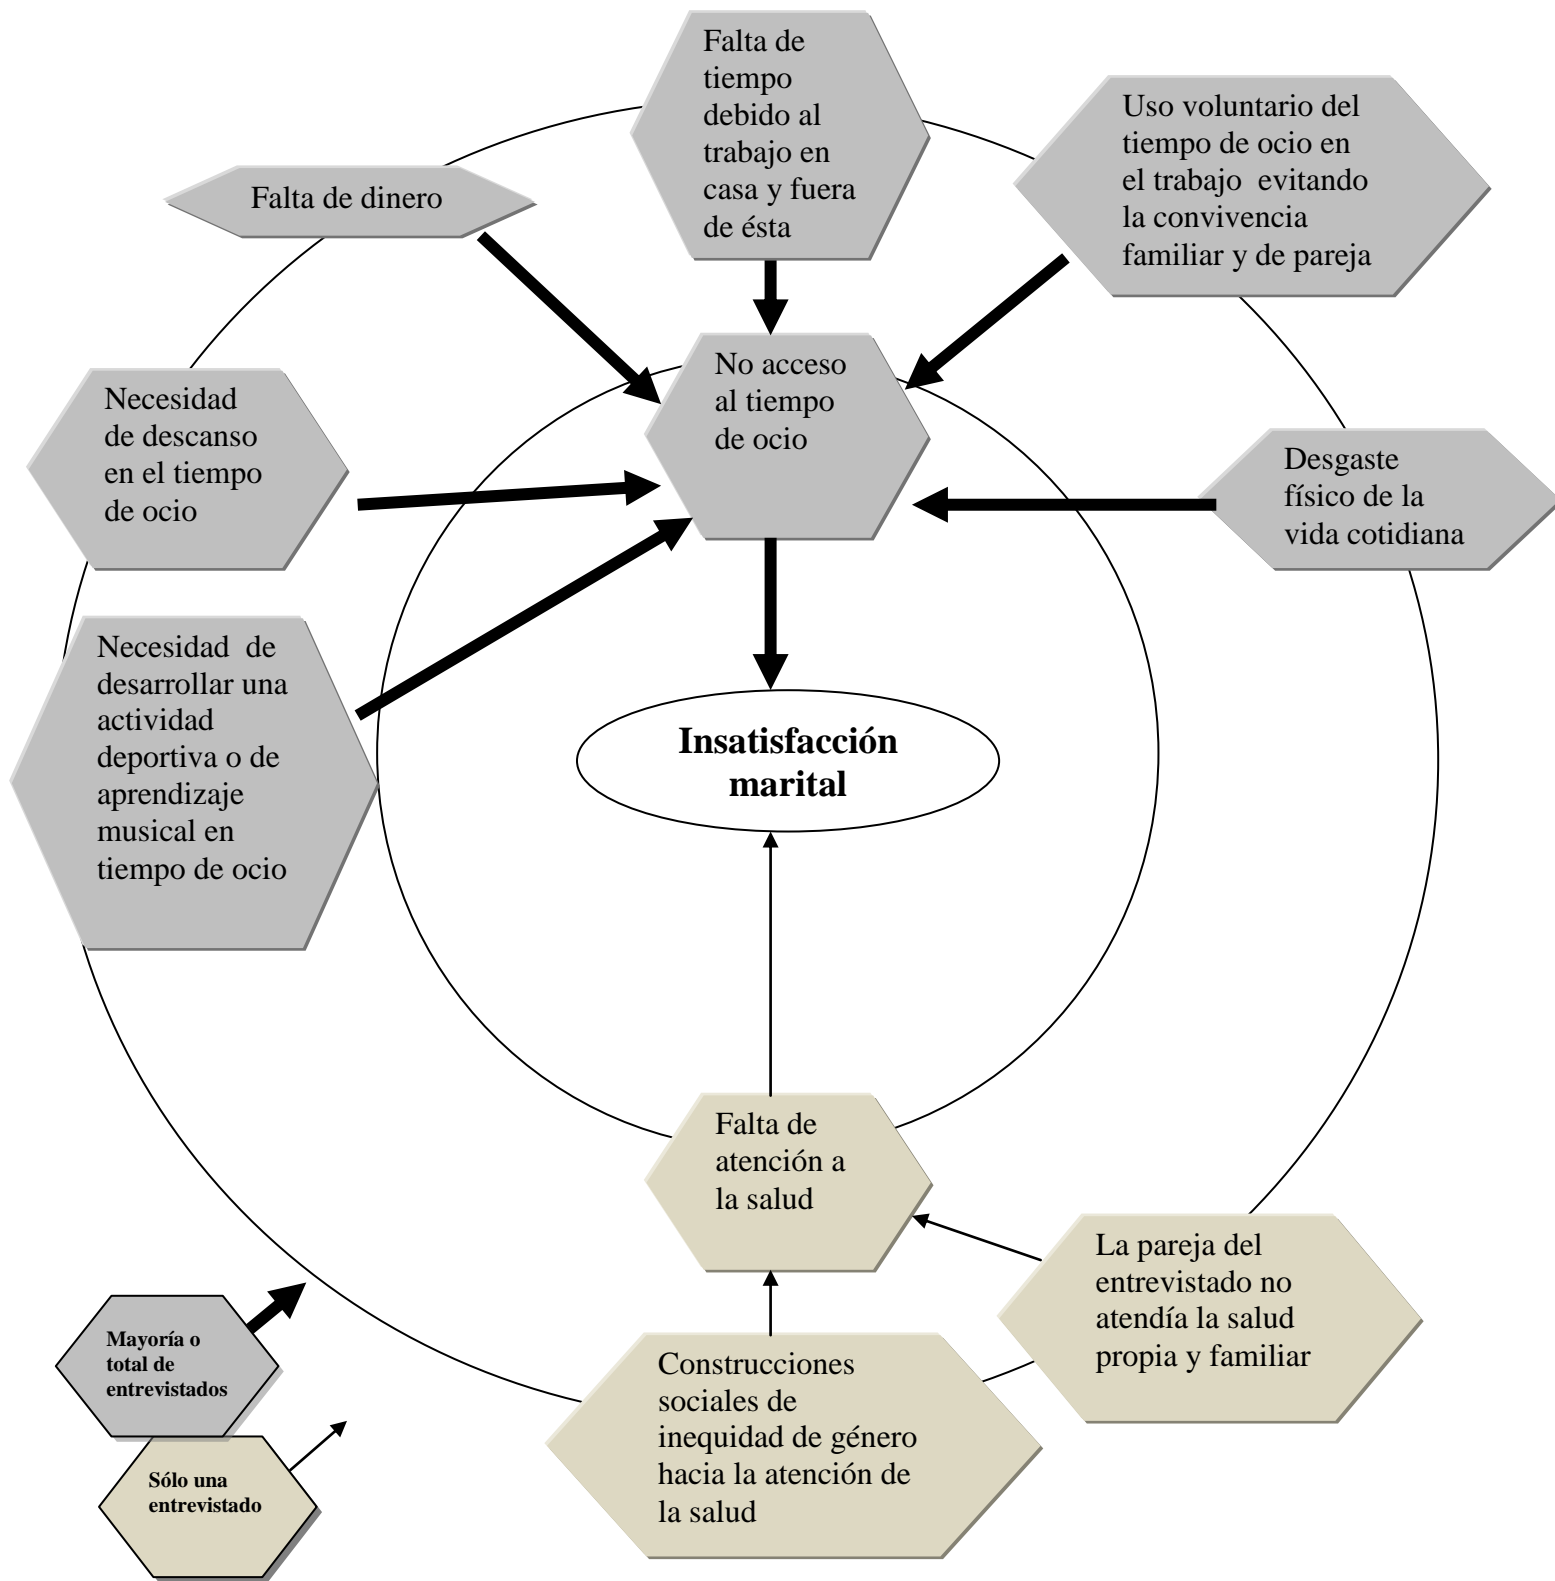 Falta de
tiempo
debido al
trabajo en
casa y fuera
de ésta
Uso voluntario del
tiempo de ocio en
el trabajo evitando
la convivencia
familiar y de pareja
Falta de dinero
No acceso
al tiempo
de ocio
Necesidad
de descanso
en el tiempo
de ocio
Desgaste
físico de la
vida cotidiana
Necesidad de
desarrollar una
actividad
deportiva o de
aprendizaje
musical en
tiempo de ocio
Insatisfacción
marital
Falta de
atención a
la salud
La pareja del
entrevistado no
atendía la salud
propia y familiar
Construcciones
sociales de
inequidad de género
hacia la atención de
la salud
Mayoría o
total de
entrevistados
Sólo una
entrevistado